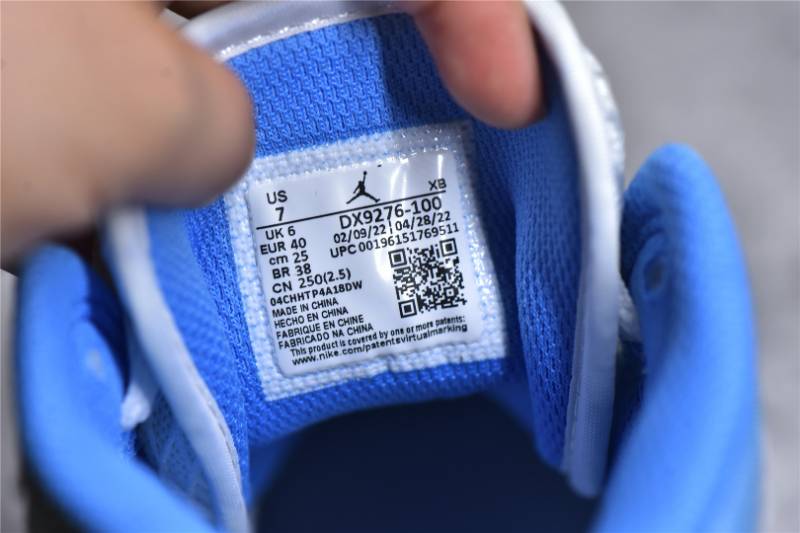 US
7
XB
UK 6
DX9276-100
EUR 40
02/09/22 04/28/22
cm 25
UPC 00196151769511
BR 38
CN 250(2.5)
04CHHTP4A18DW
MADE IN CHINA
HECHO EN CHINA
FABRIQUE EN CHINE
FABRICADO NA CHINA
This product is covered by one or more patents:
www.nike.com/patentsvirtualmarking